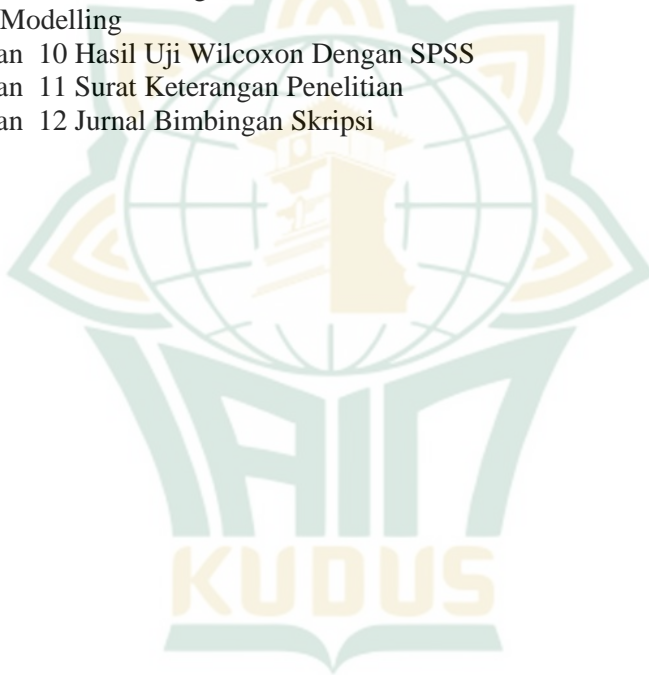 Modelling
an 10 Hasil Uji Wilcoxon Dengan SPSS
an 11 Surat Keterangan Penelitian
an 12 Jurnal Bimbingan Skripsi
IAIN
KUDUS